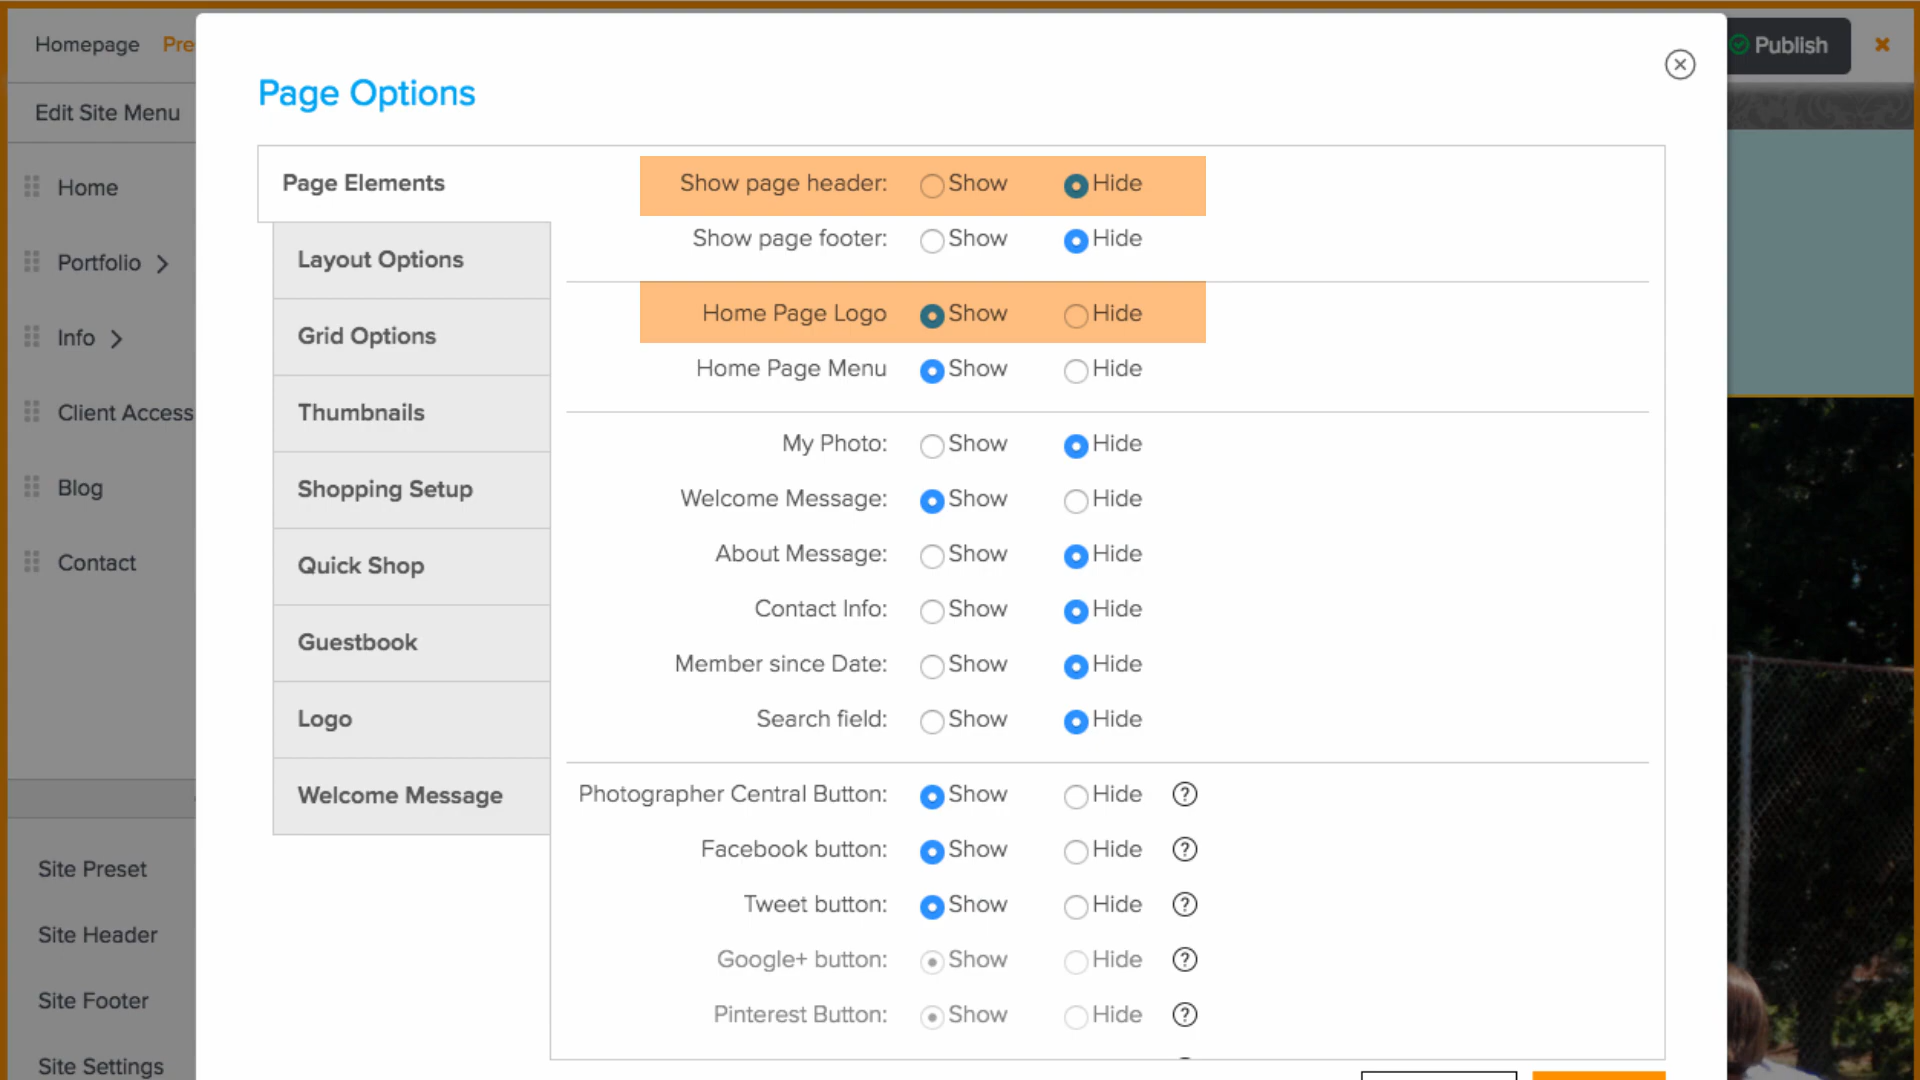 Homepage Pre
Publish
Edit Site Menu
Home
Portfolio
Info
Client Access
Blog
Contact
Site Preset
Site Header
Site Footer
Site Settings
Page Options
Page Elements
Layout Options
Grid Options
Thumbnails
Shopping Setup
Quick Shop
Guestbook
Logo
Welcome Message
Show page header: Show Hide
Show page footer: Show Hide
Home Page Logo Show Hide
Home Page Menu Show Hide
My Photo: Show Hide
Welcome Message: Show Hide
About Message: Show Hide
Contact Info: Show Hide
Member since Date: Show Hide
Search field: Show Hide
Photographer Central Button: Show Hide ?
Facebook button: Show Hide ?
Tweet button: Show Hide ?
Google+ button: Show Hide ?
Pinterest Button: Show Hide ?